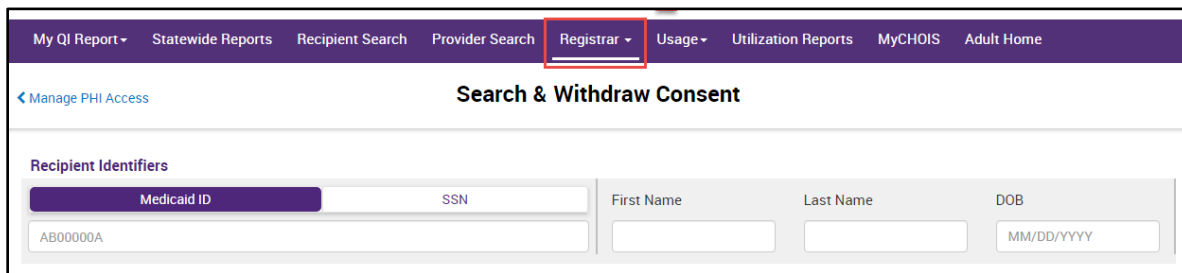 My QI Report Statewide Reports Recipient Search Provider Search Registrar Usage Utilization Reports MyCHOIS Adult Home
Manage PHI Access Search & Withdraw Consent
Recipient Identifiers
Medicaid ID SSN First Name Last Name DOB
AB00000A MM/DD/YYYY